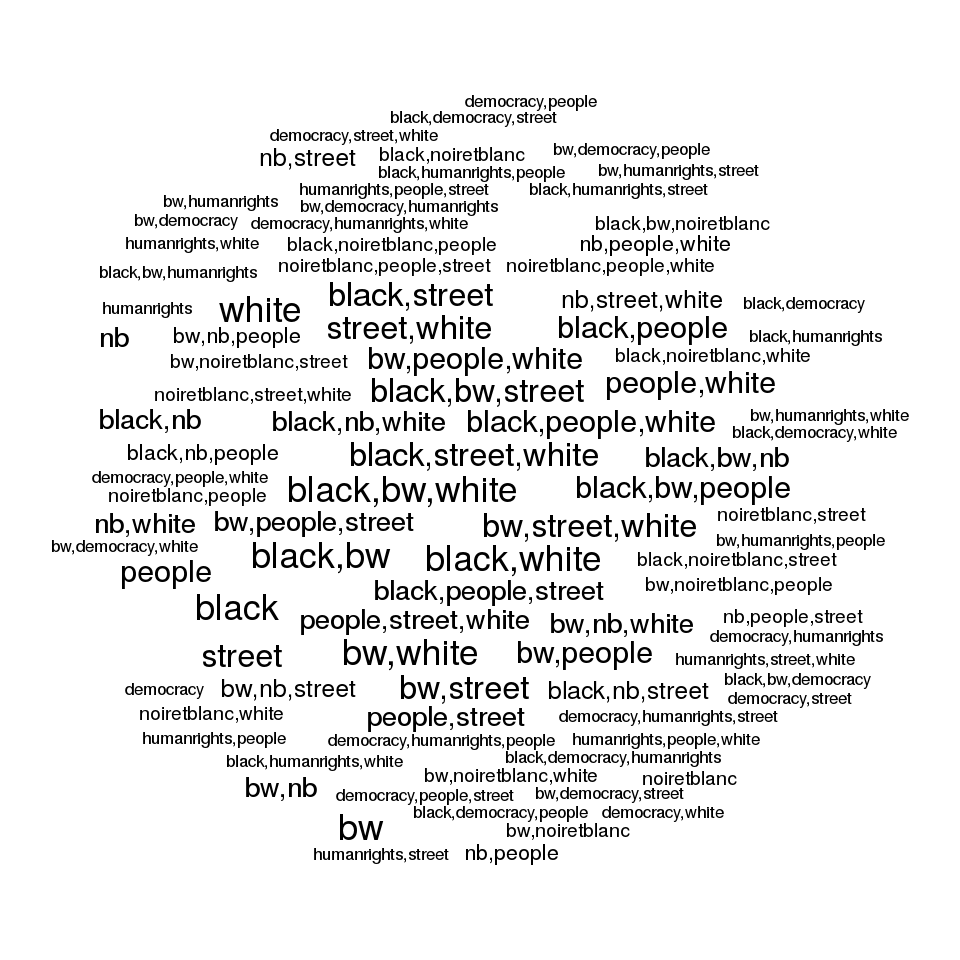 democracy,people
black,democracy,street
democracy,street,white
nb,street black,noiretblanc bw,democracy,people
black,humanrights,people bw,humanrights,street
humanrights,people,street black,humanrights,street
bw,humanrights bw,democracy,humanrights
bw,democracy democracy,humanrights,white black,bw,noiretblanc
humanrights,white black,noiretblanc,people nb,people,white
black,bw,humanrights noiretblanc,people,street noiretblanc,people,white
humanrights white black,street nb,street,white black,democracy
nb bw,nb,people street,white black,people black,humanrights
bw,noiretblanc,street bw,people,white black,noiretblanc,white
noiretblanc,street,white black,bw,street people,white
black,nb black,nb,white black,people,white bw,humanrights,white
black,democracy,white
black,nb,people black,street,white black,bw,nb
democracy,people,white
noiretblanc,people black,bw,white black,bw,people
nb,white bw,people,street bw,street,white noiretblanc,street
bw,democracy,white bw,humanrights,people
people black,bw black,white black,noiretblanc,street
black,people,street bw,noiretblanc,people
black people,street,white bw,nb,white nb,people,street
democracy,humanrights
street bw,white bw,people humanrights,street,white
democracy bw,nb,street bw,street black,nb,street black,bw,democracy
democracy,street
noiretblanc,white people,street democracy,humanrights,street
humanrights,people democracy,humanrights,people humanrights,people,white
black,humanrights,white black,democracy,humanrights
bw,noiretblanc,white noiretblanc
bw,nb democracy,people,street bw,democracy,street
black,democracy,people democracy,white
bw bw,noiretblanc
humanrights,street nb,people